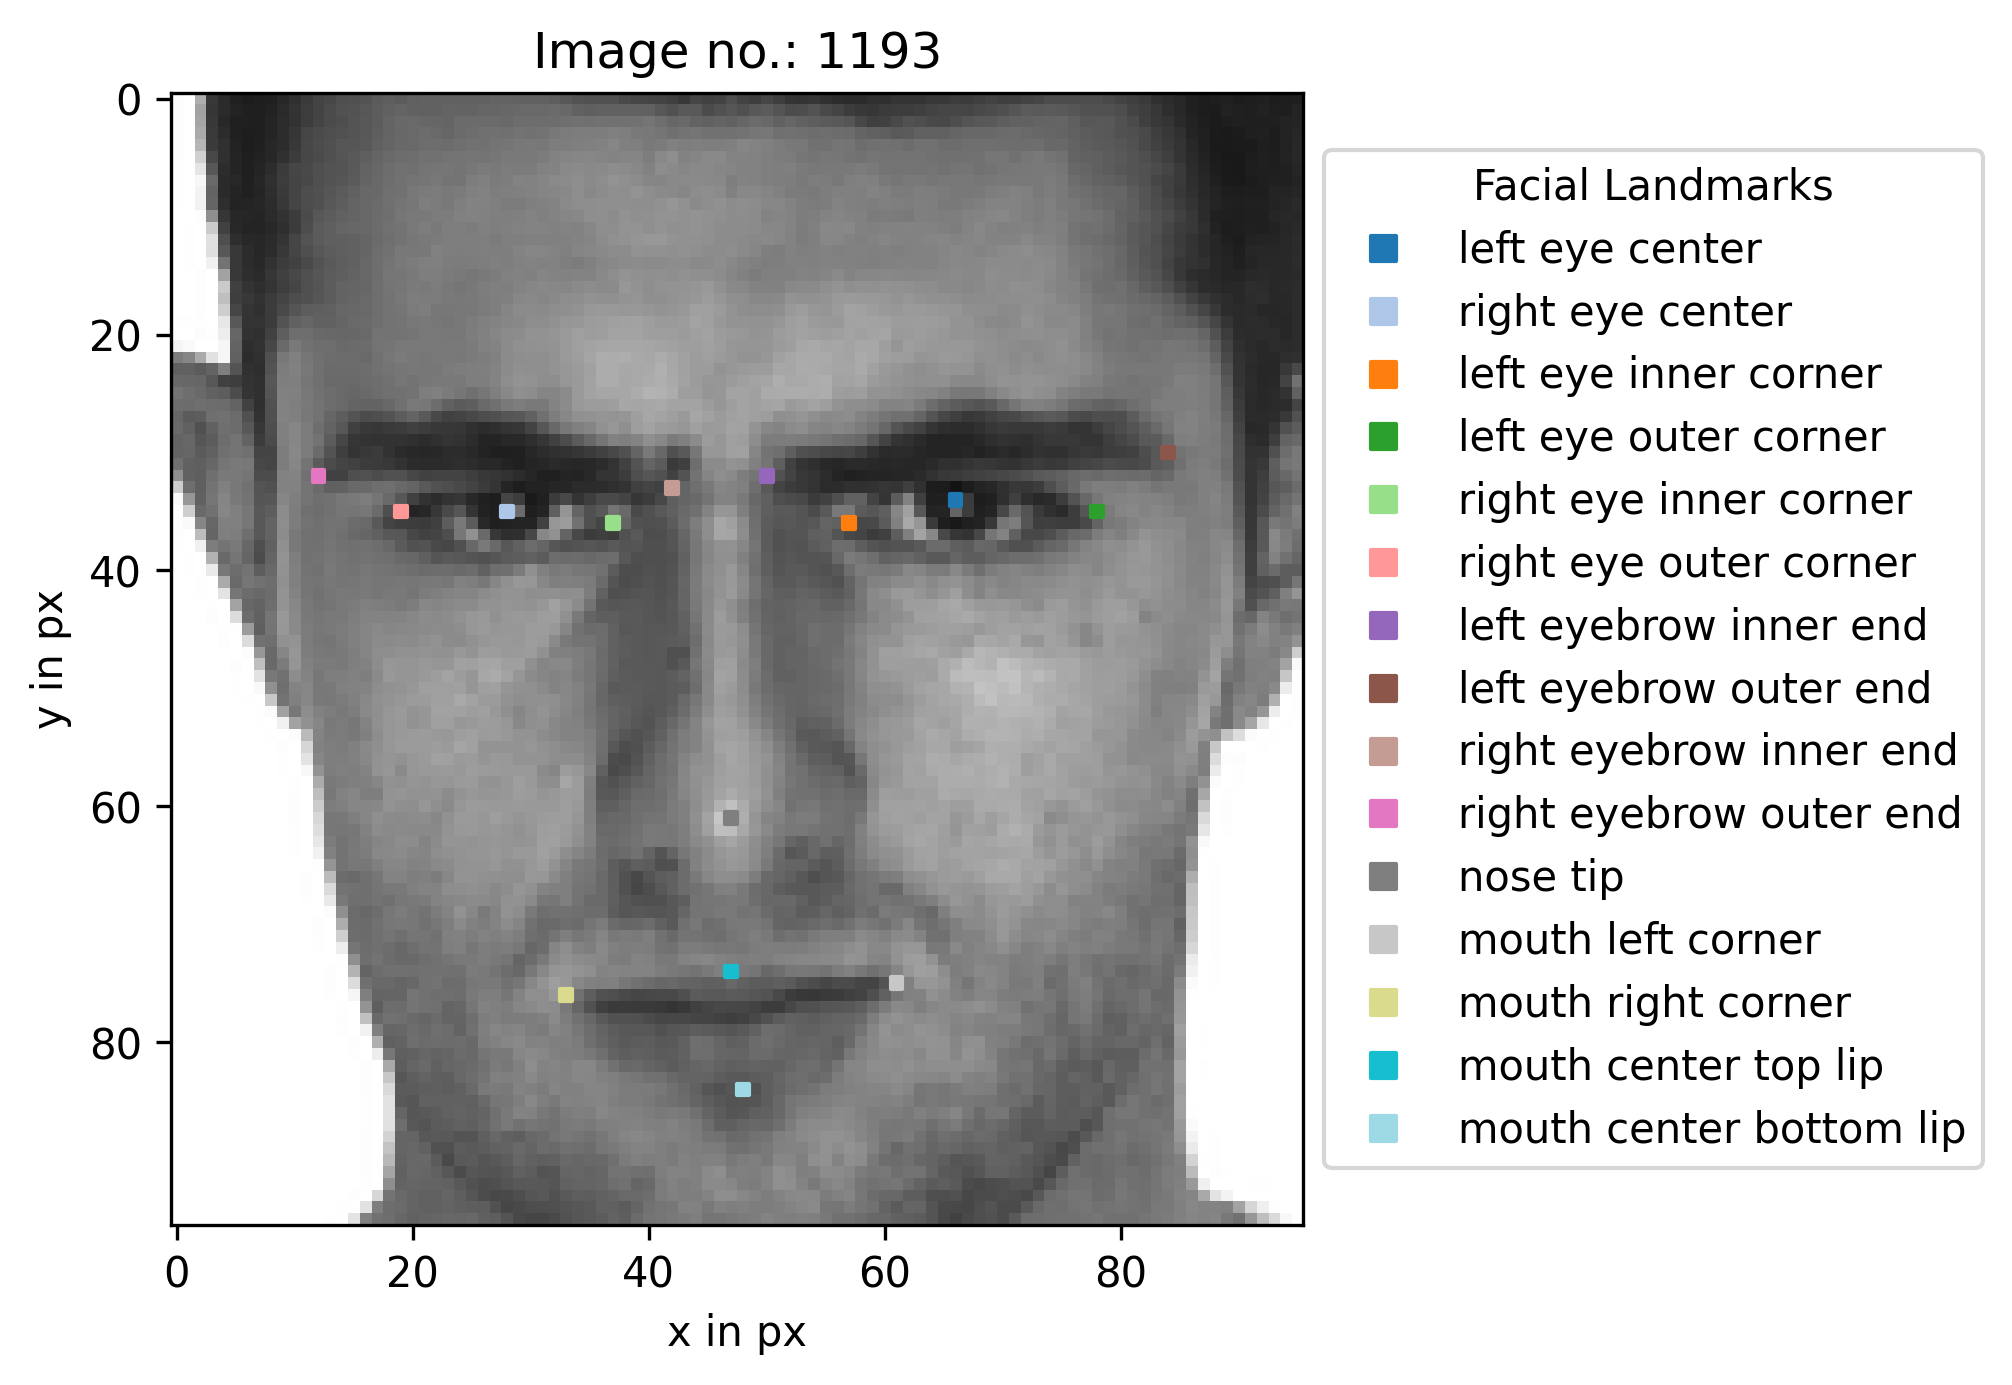 Image no.: 1193
0
20
40
60
80
y in px
0 20 40 60 80
x in px
Facial Landmarks
left eye center
right eye center
left eye inner corner
left eye outer corner
right eye inner corner
right eye outer corner
left eyebrow inner end
left eyebrow outer end
right eyebrow inner end
right eyebrow outer end
nose tip
mouth left corner
mouth right corner
mouth center top lip
mouth center bottom lip